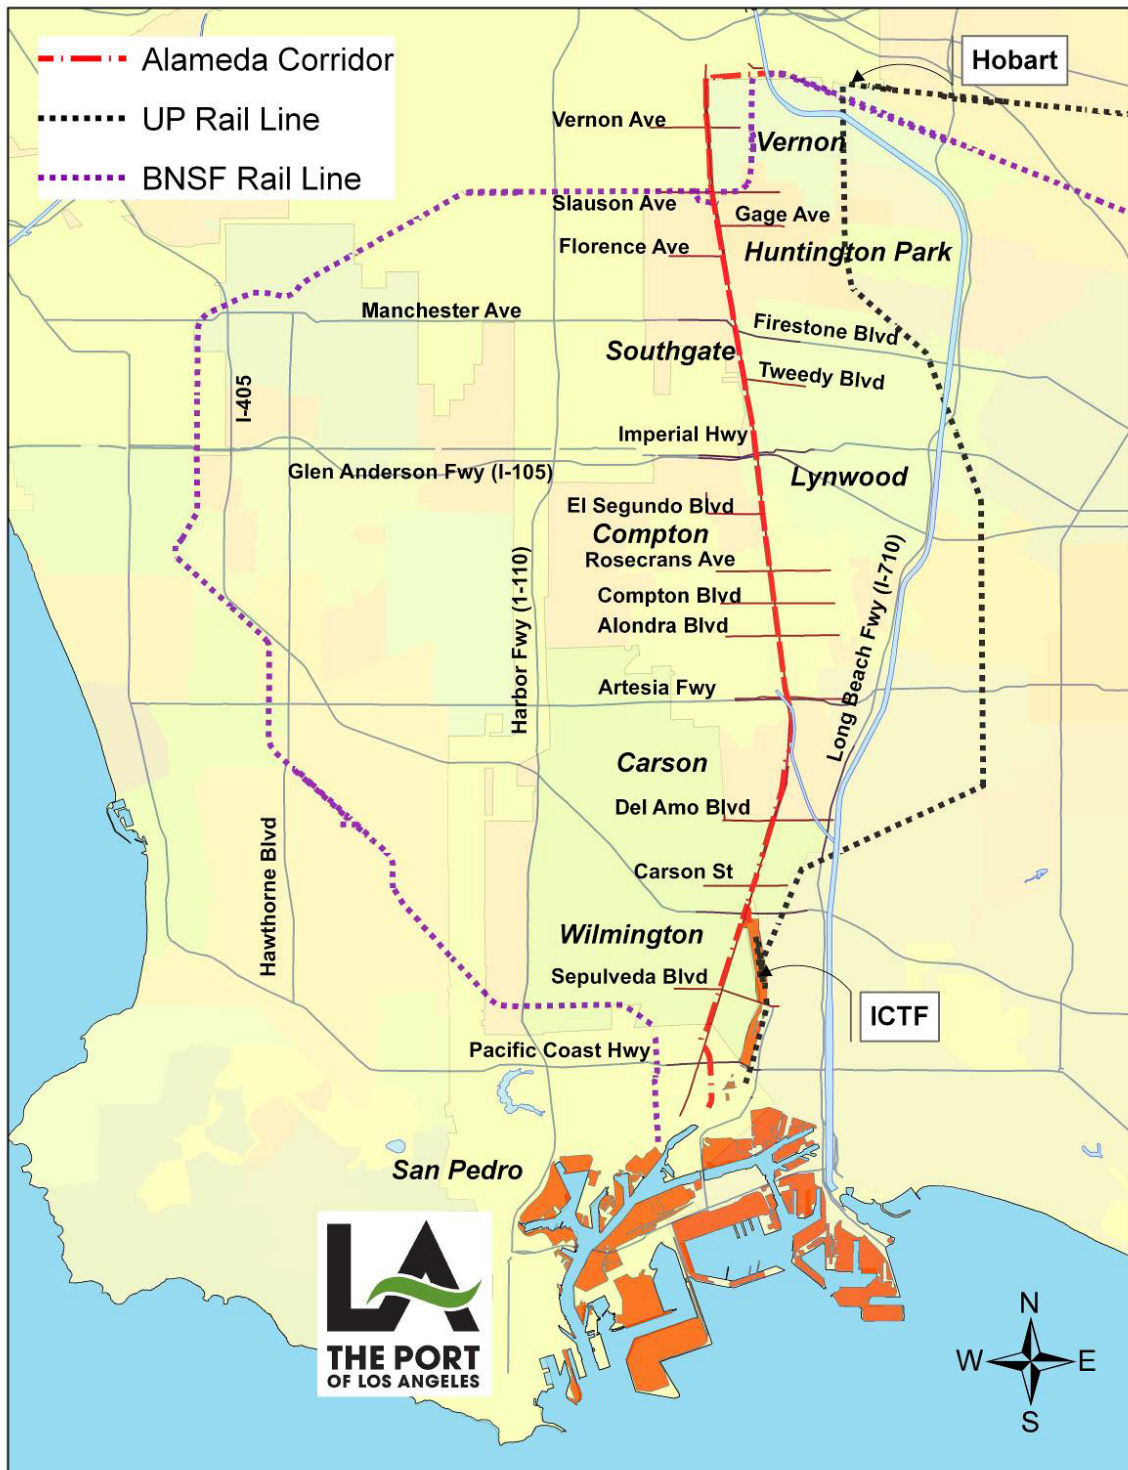 Alameda Corridor
UP Rail Line
BNSF Rail Line
Hobart
Vernon Ave
Vernon
Slauson Ave
Gage Ave
Florence Ave
Huntington Park
Manchester Ave
Firestone Blvd
Southgate
Tweedy Blvd
I-405
Imperial Hwy
Glen Anderson Fwy (I-105)
Lynwood
El Segundo Blvd
Compton
Rosecrans Ave
Compton Blvd
Alondra Blvd
Harbor Fwy (1-110)
Long Beach Fwy (I-710)
Artesia Fwy
Carson
Del Amo Blvd
Hawthorne Blvd
Carson St
Wilmington
Sepulveda Blvd
ICTF
Pacific Coast Hwy
San Pedro
LA
THE PORT
OF LOS ANGELES
N
W E
S